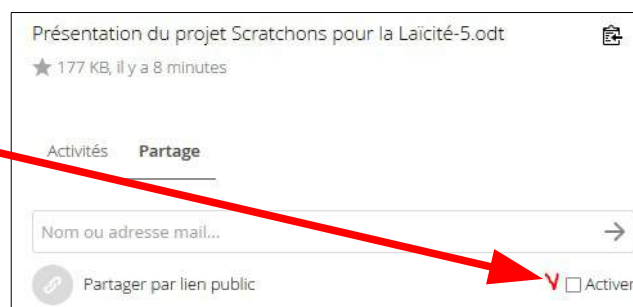 Présentation du projet Scratchons pour la Laïcité-5.odt
177 KB, il y a 8 minutes
Activités Partage
Nom ou adresse mail...
Partager par lien public Activer